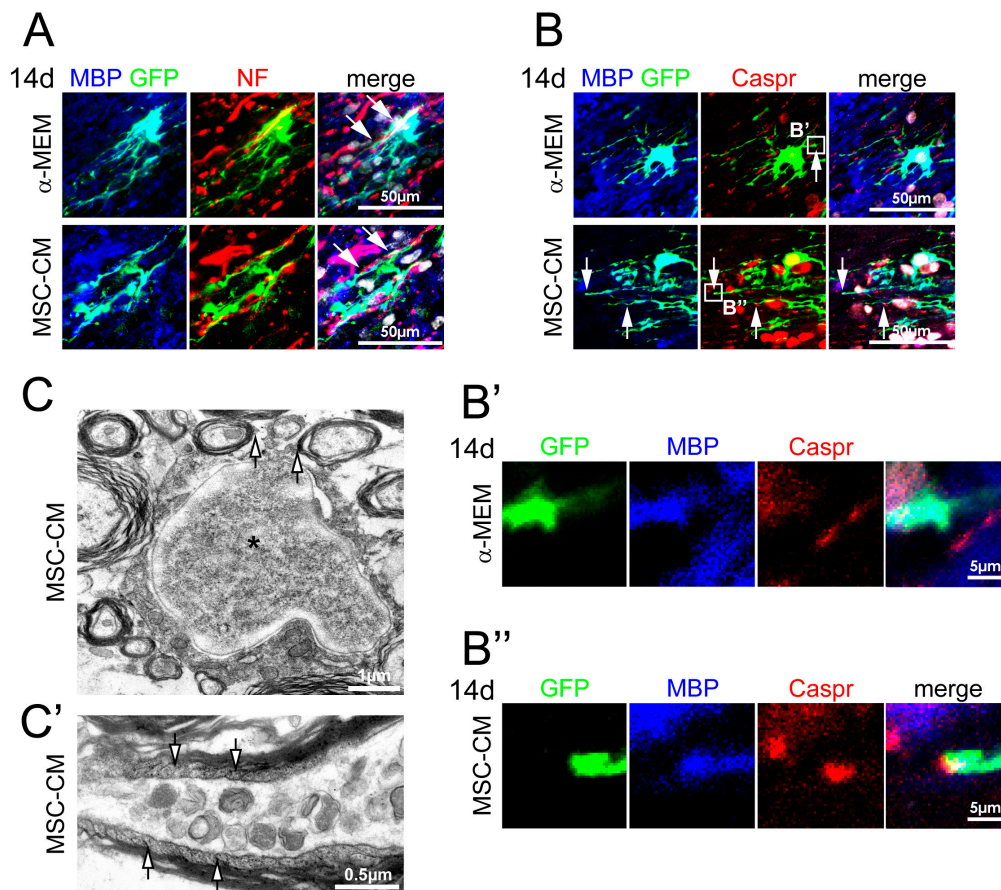 A
14d MBP GFP NF merge
α-MEM
50µm
MSC-CM
50µm
B
14d MBP GFP Caspr merge
α-MEM
B'
50µm
MSC-CM
B''
50µm
C
MSC-CM
*
1µm
C'
MSC-CM
0.5µm
B'
14d GFP MBP Caspr
α-MEM
5µm
B''
14d GFP MBP Caspr merge
MSC-CM
5µm